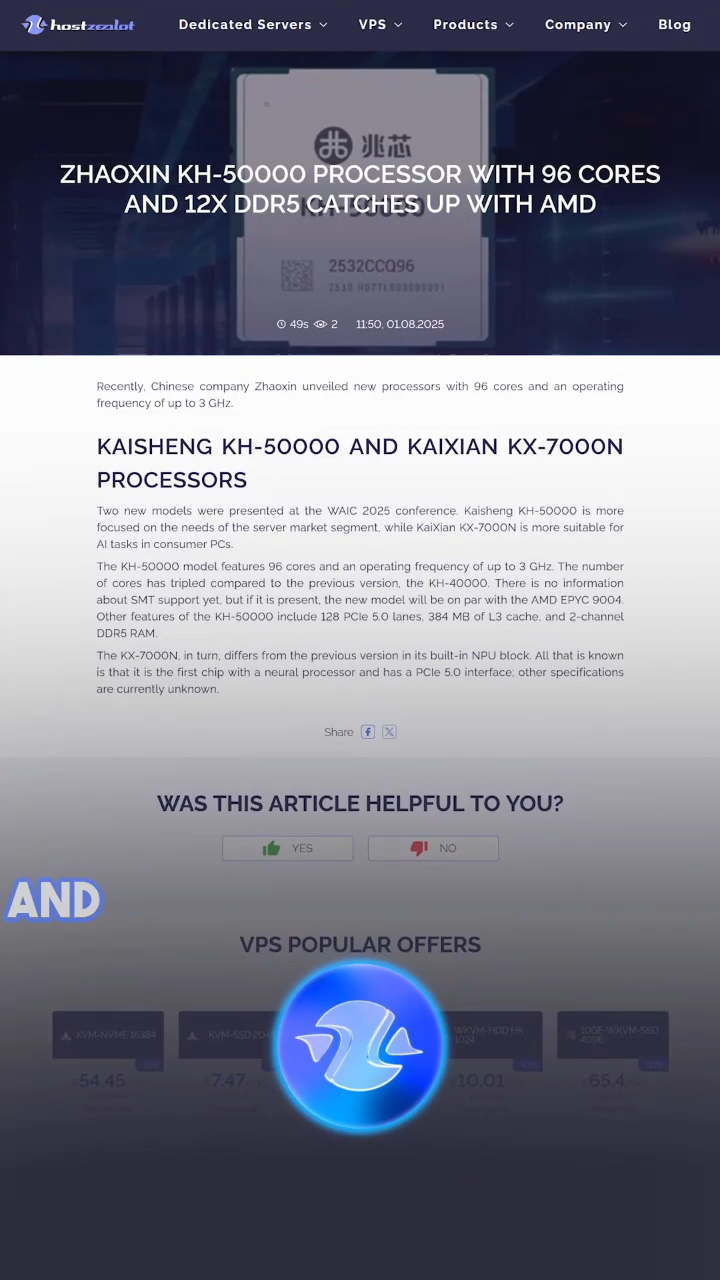 hostzealot
Dedicated Servers
VPS
Products
Company
Blog
兆芯
ZHAOXIN KH-50000 PROCESSOR WITH 96 CORES
AND 12X DDR5 CATCHES UP WITH AMD
KH-50000
2532CCQ96
49s 2 11:50, 01.08.2025
Recently, Chinese company Zhaoxin unveiled new processors with 96 cores and an operating
frequency of up to 3 GHz.
KAISHENG KH-50000 AND KAIXIAN KX-7000N
PROCESSORS
Two new models were presented at the WAIC 2025 conference. Kaisheng KH-50000 is more
focused on the needs of the server market segment, while KaiXian KX-7000N is more suitable for
AI tasks in consumer PCs.
The KH-50000 model features 96 cores and an operating frequency of up to 3 GHz. The number
of cores has tripled compared to the previous version, the KH-40000. There is no information
about SMT support yet, but if it is present, the new model will be on par with the AMD EPYC 9004.
Other features of the KH-50000 include 128 PCIe 5.0 lanes, 384 MB of L3 cache, and 2-channel
DDR5 RAM.
The KX-7000N, in turn, differs from the previous version in its built-in NPU block. All that is known
is that it is the first chip with a neural processor and has a PCIe 5.0 interface; other specifications
are currently unknown.
Share
WAS THIS ARTICLE HELPFUL TO YOU?
YES
NO
AND
VPS POPULAR OFFERS
KVM-NVME 16384
KVM-SSD
WKVM-HDD HK
1024
10GE-WKVM-SSD
4096
54.45
7.47
10.01
65.4